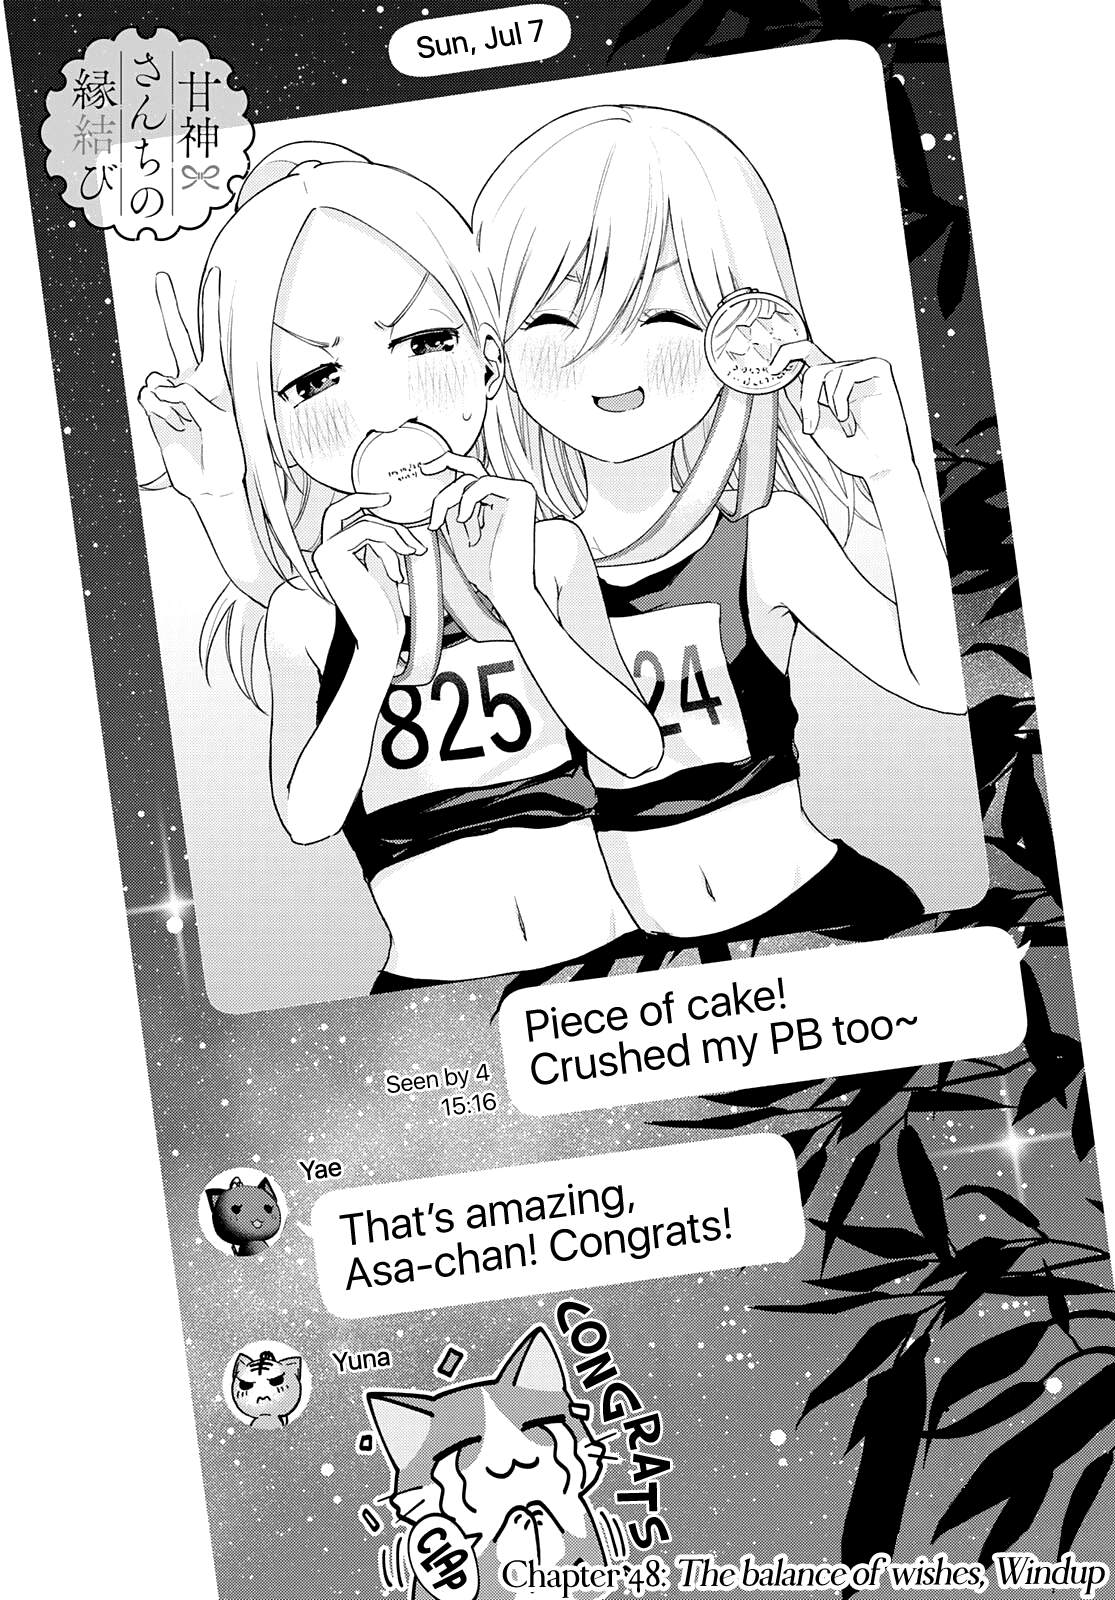 Sun, Jul 7
甘神
さんちの
縁結び
825
24
Piece of cake!
Crushed my PB too~
Seen by 4
15:16
Yae
That's amazing,
Asa-chan! Congrats!
Yuna
CONGRATS
CLAP
Chapter 48: The balance of wishes, Windup